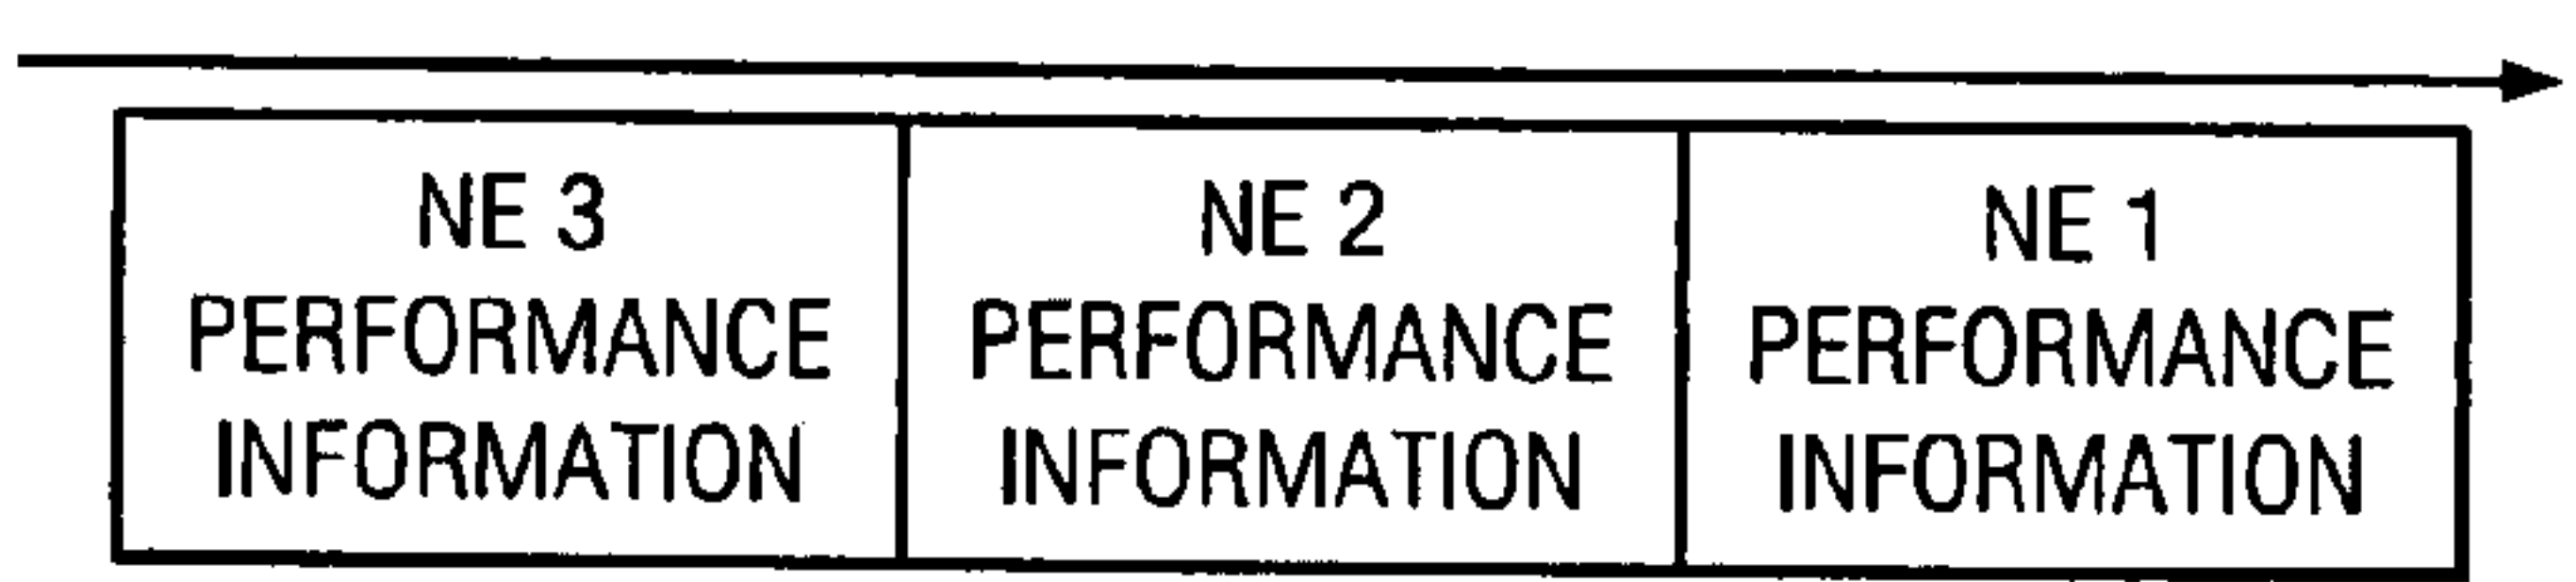 NE 3
PERFORMANCE
INFORMATION
NE 2
PERFORMANCE
INFORMATION
NE 1
PERFORMANCE
INFORMATION